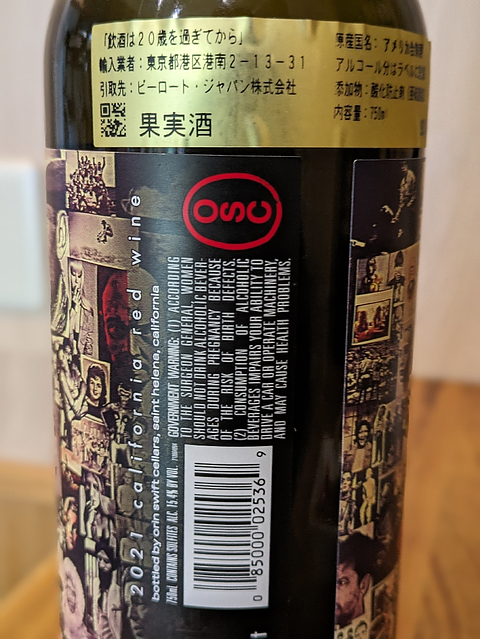 「飲酒は20歳を過ぎてから」
輸入業者：東京都港区港南2-13-31
引取先：ピーロート・ジャパン株式会社
果実酒
原産国名：アメリカ合衆国
アルコール分はラベルに
添加物：酸化防止剤
内容量：750ml
OSC
2021 california red wine
bottled by orin swift cellars, saint helena, california
GOVERNMENT WARNING: (1) ACCORDING
TO THE SURGEON GENERAL, WOMEN
SHOULD NOT DRINK ALCOHOLIC BEVER-
AGES DURING PREGNANCY BECAUSE
OF THE RISK OF BIRTH DEFECTS.
(2) CONSUMPTION OF ALCOHOLIC
BEVERAGES IMPAIRS YOUR ABILITY TO
DRIVE A CAR OR OPERATE MACHINERY,
AND MAY CAUSE HEALTH PROBLEMS.
750ml CONTAINS SULFITES ALC. 15.4% BY VOL.
0 85000 02536 9